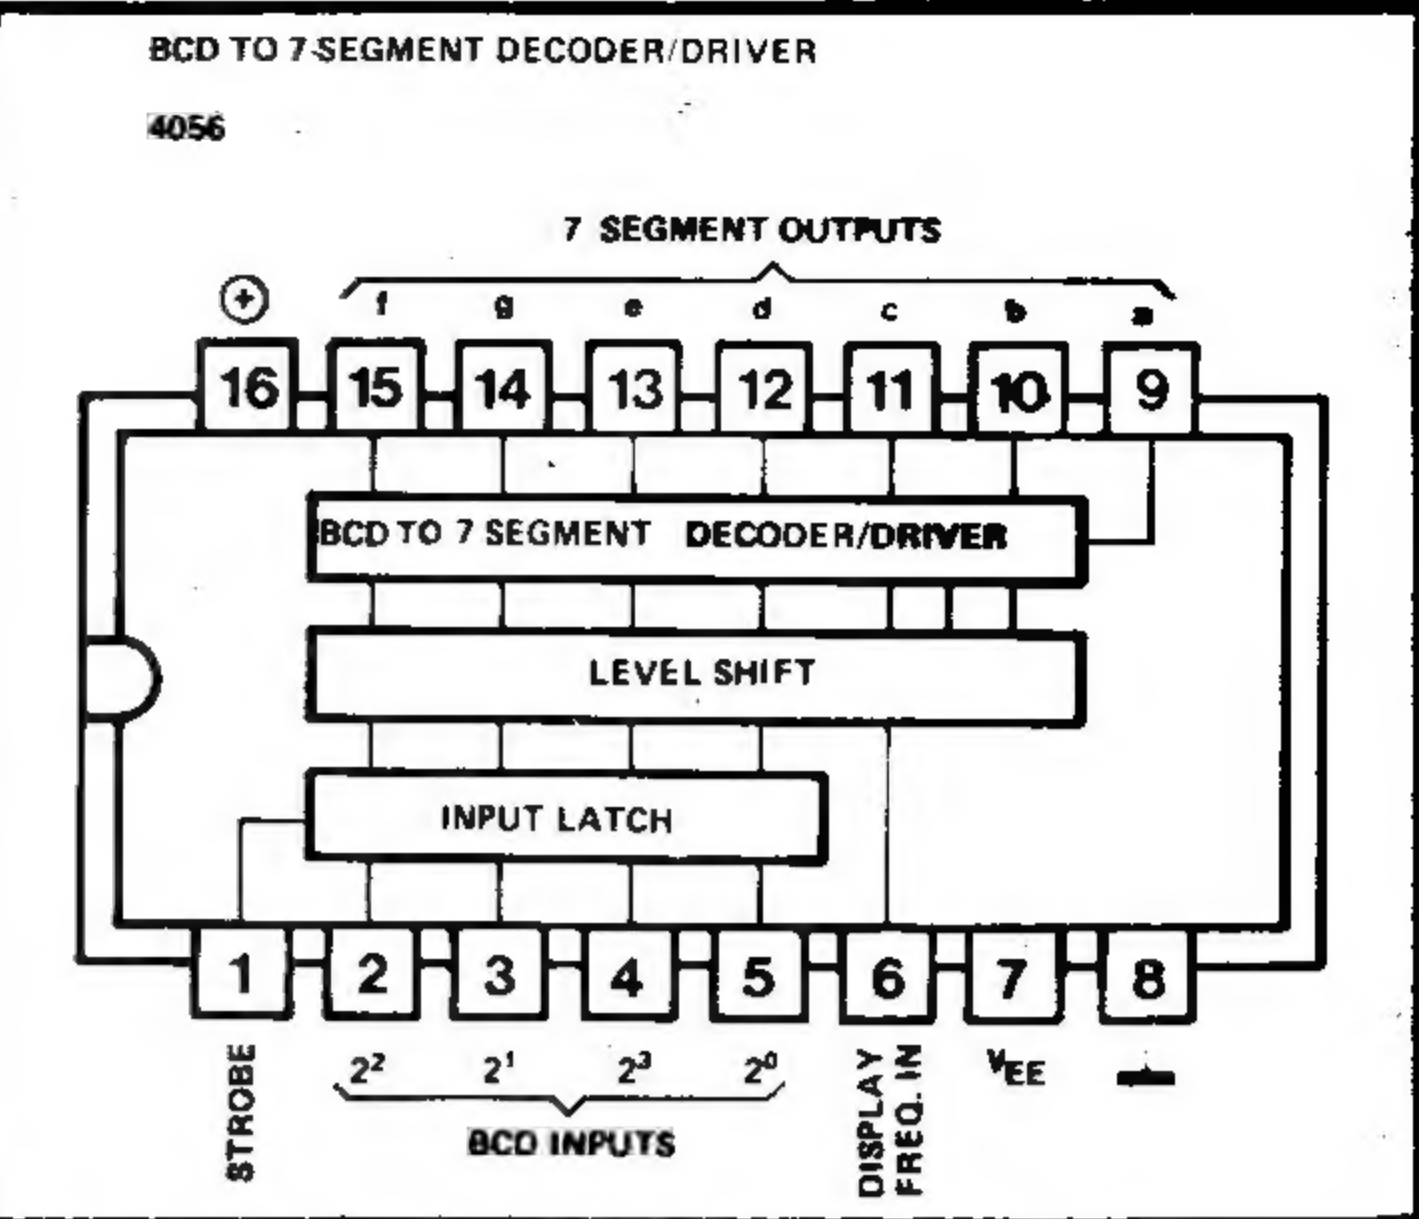 BCD TO 7-SEGMENT DECODER/DRIVER
4056
7 SEGMENT OUTPUTS
+ f g e d c b a
16 15 14 13 12 11 10 9
BCD TO 7 SEGMENT DECODER/DRIVER
LEVEL SHIFT
INPUT LATCH
1 2 3 4 5 6 7 8
STROBE
2² 2¹ 2³ 2⁰
BCD INPUTS
DISPLAY
FREQ. IN
VEE